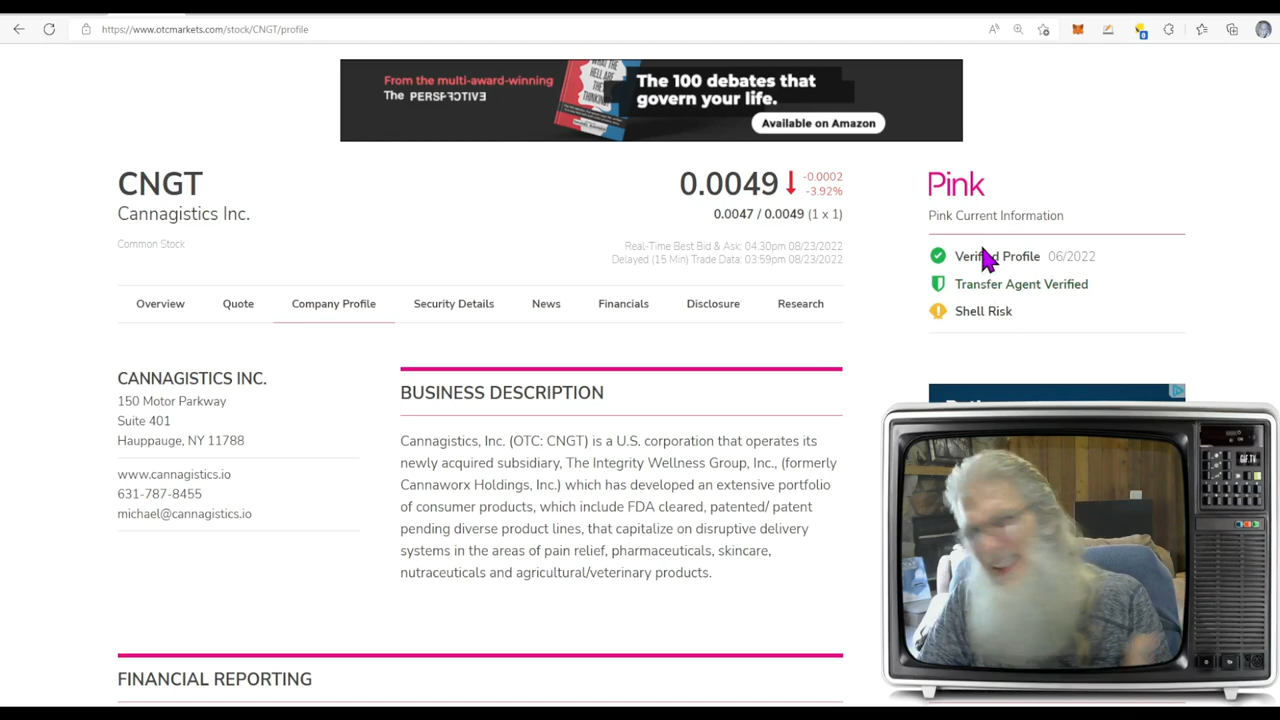 https://www.otcmarkets.com/stock/CNGT/profile
From the multi-award-winning
The PERSPECTIVE
The 100 debates that
govern your life.
Available on Amazon
CNGT
Cannagistics Inc.
Common Stock
0.0049
-0.0002
-3.92%
0.0047 / 0.0049 (1 x 1)
Real-Time Best Bid & Ask: 04:30pm 08/23/2022
Delayed (15 Min) Trade Data: 03:59pm 08/23/2022
Pink
Pink Current Information
Verified Profile 06/2022
Transfer Agent Verified
Shell Risk
Overview Quote Company Profile Security Details News Financials Disclosure Research
CANNAGISTICS INC.
150 Motor Parkway
Suite 401
Hauppauge, NY 11788
www.cannagistics.io
631-787-8455
michael@cannagistics.io
BUSINESS DESCRIPTION
Cannagistics, Inc. (OTC: CNGT) is a U.S. corporation that operates its
newly acquired subsidiary, The Integrity Wellness Group, Inc., (formerly
Cannaworx Holdings, Inc.) which has developed an extensive portfolio
of consumer products, which include FDA cleared, patented/ patent
pending diverse product lines, that capitalize on disruptive delivery
systems in the areas of pain relief, pharmaceuticals, skincare,
nutraceuticals and agricultural/veterinary products.
FINANCIAL REPORTING
GIF.TV